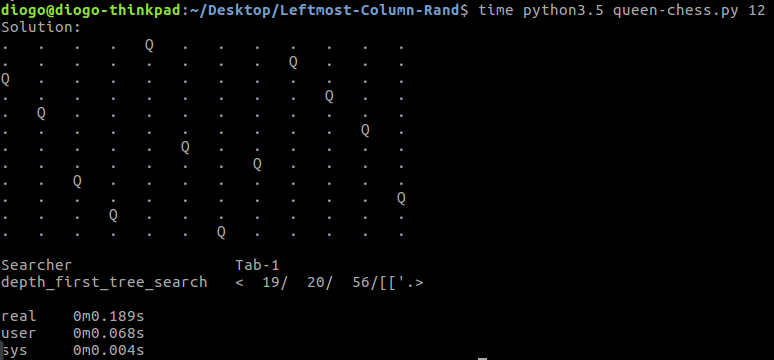 diogo@diogo-thinkpad:~/Desktop/Leftmost-Column-Rand$ time python3.5 queen-chess.py 12
Solution:
. . . . Q . . . . . . .
. . . . . . . . Q . . .
Q . . . . . . . . . . .
. . . . . . . . . Q . .
. Q . . . . . . . . . .
. . . . . . . . . . Q .
. . . . . Q . . . . . .
. . . . . . . Q . . . .
. . Q . . . . . . . . .
. . . . . . . . . . . Q
. . . Q . . . . . . . .
. . . . . . Q . . . . .
Searcher Tab-1
depth_first_tree_search < 19/ 20/ 56/[['.>
real 0m0.189s
user 0m0.068s
sys 0m0.004s